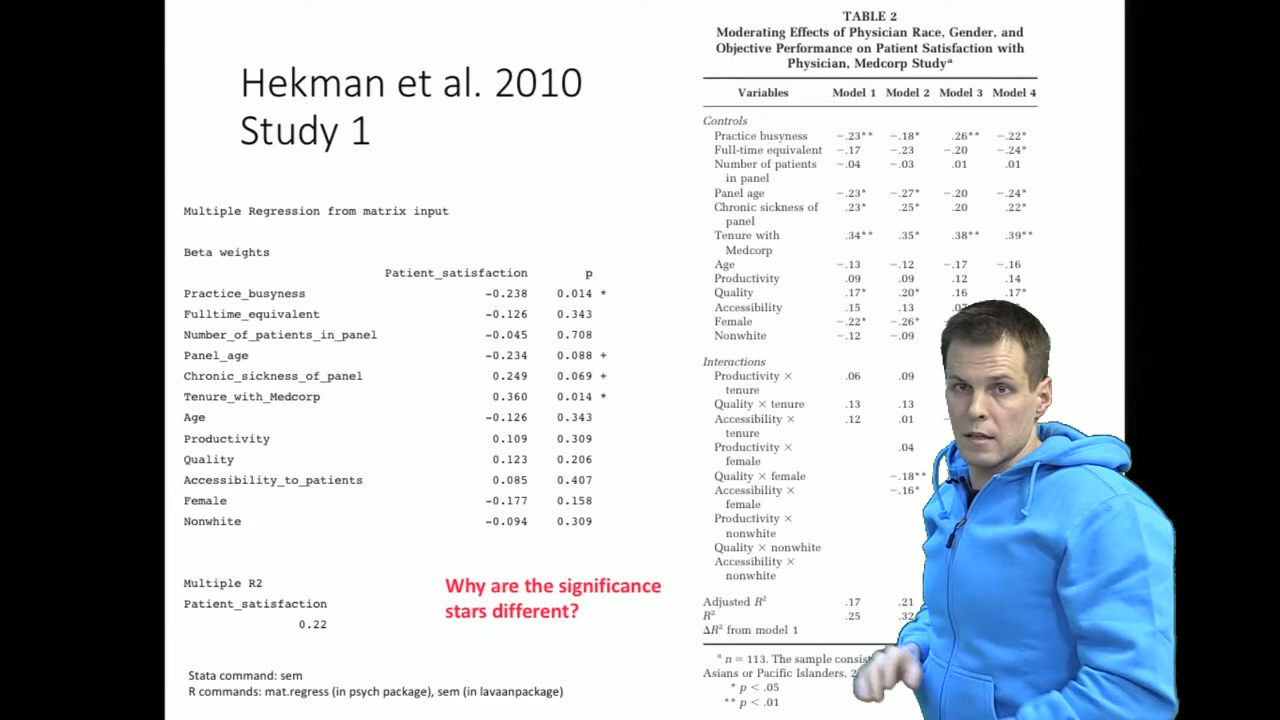 Hekman et al. 2010
Study 1
Multiple Regression from matrix input
Beta weights
Patient_satisfaction p
Practice_busyness -0.238 0.014 *
Fulltime_equivalent -0.126 0.343
Number_of_patients_in_panel -0.045 0.708
Panel_age -0.234 0.088 +
Chronic_sickness_of_panel 0.249 0.069 +
Tenure_with_Medcorp 0.360 0.014 *
Age -0.126 0.343
Productivity 0.109 0.309
Quality 0.123 0.206
Accessibility_to_patients 0.085 0.407
Female -0.177 0.158
Nonwhite -0.094 0.309
Multiple R2
Patient_satisfaction
0.22
Why are the significance
stars different?
Stata command: sem
R commands: mat.regress (in psych package), sem (in lavaanpackage)
TABLE 2
Moderating Effects of Physician Race, Gender, and
Objective Performance on Patient Satisfaction with
Physician, Medcorp Studyᵃ
Variables Model 1 Model 2 Model 3 Model 4
Controls
Practice busyness −.23** −.18* .26** −.22*
Full-time equivalent −.17 −.23 −.20 −.24*
Number of patients −.04 −.03 .01 .01
in panel
Panel age −.23* −.27* −.20 −.24*
Chronic sickness of .23* .25* .20 .22*
panel
Tenure with .34** .35* .38** .39**
Medcorp
Age −.13 −.12 −.17 −.16
Productivity .09 .09 .12 .14
Quality .17* .20* .16 .17*
Accessibility .15 .13
Female −.22* −.26*
Nonwhite −.12 −.09
Interactions
Productivity × .06 .09
tenure
Quality × tenure .13 .13
Accessibility × .12 .01
tenure
Productivity × .04
female
Quality × female −.18**
Accessibility × −.16*
female
Productivity ×
nonwhite
Quality × nonwhite
Accessibility ×
nonwhite
Adjusted R² .17 .21
R² .25 .32
ΔR² from model 1
ᵃ n = 113. The sample
Asians or Pacific Islanders,
* p < .05
** p < .01